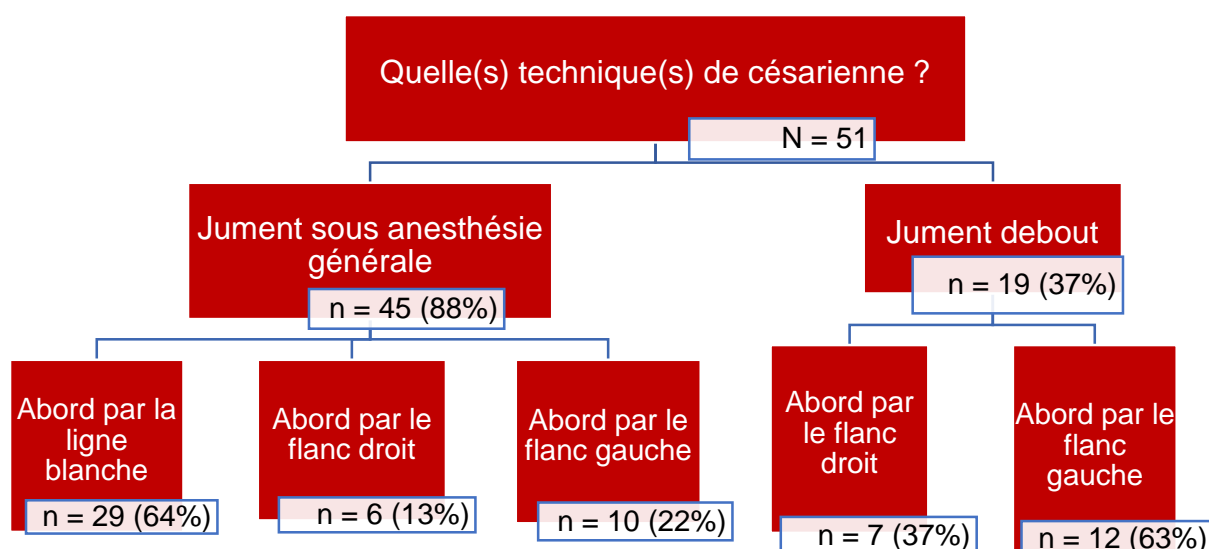 Quelle(s) technique(s) de césarienne ?
N = 51
Jument sous anesthésie
générale
n = 45 (88%)
Jument debout
n = 19 (37%)
Abord par la
ligne
blanche
n = 29 (64%)
Abord par le
flanc droit
n = 6 (13%)
Abord par le
flanc gauche
n = 10 (22%)
Abord par
le flanc
droit
n = 7 (37%)
Abord par le
flanc
gauche
n = 12 (63%)